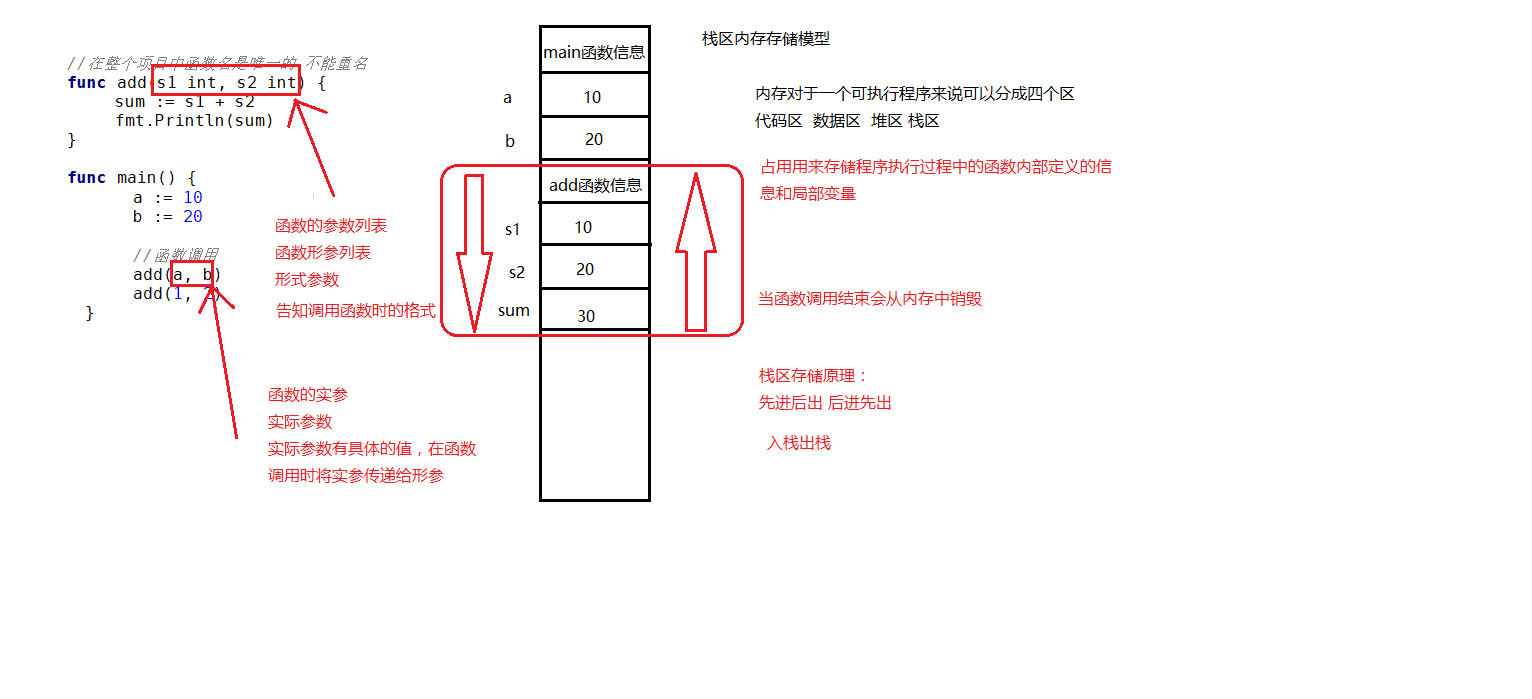 //在整个项目中函数名是唯一的 不能重名
func add(s1 int, s2 int) {
sum := s1 + s2
fmt.Println(sum)
}
func main() {
a := 10
b := 20
//函数调用
add(a, b)
add(1, 2)
}
函数的参数列表
函数形参列表
形式参数
告知调用函数时的格式
函数的实参
实际参数
实际参数有具体的值，在函数
调用时将实参传递给形参
main函数信息
a 10
b 20
add函数信息
s1 10
s2 20
sum 30
栈区内存存储模型
内存对于一个可执行程序来说可以分成四个区
代码区 数据区 堆区 栈区
占用用来存储程序执行过程中的函数内部定义的信
息和局部变量
当函数调用结束会从内存中销毁
栈区存储原理：
先进后出 后进先出
入栈出栈